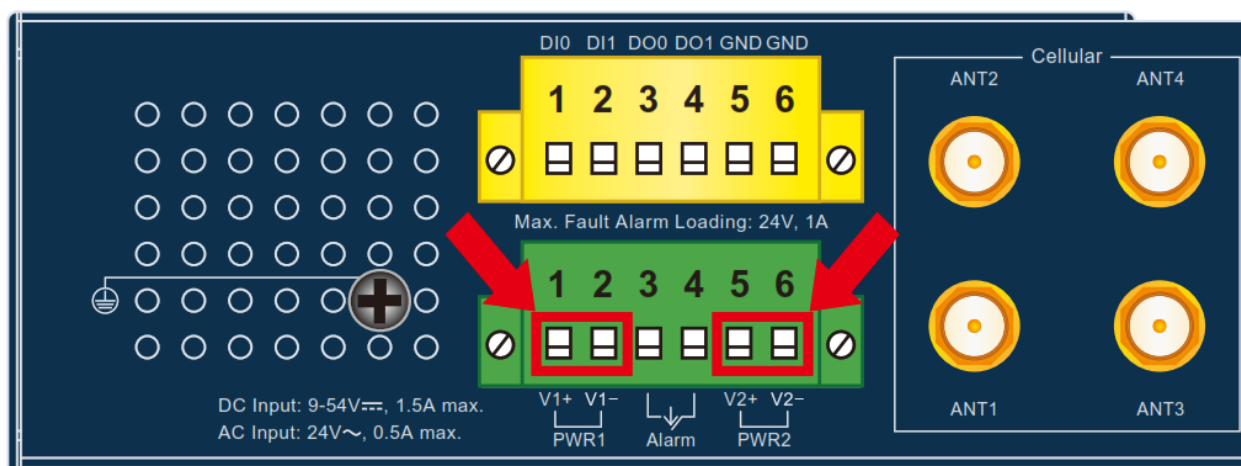 DI0 DI1 DO0 DO1 GND GND
1 2 3 4 5 6
Max. Fault Alarm Loading: 24V, 1A
1 2 3 4 5 6
V1+ V1− V2+ V2−
PWR1 Alarm PWR2
DC Input: 9-54V⎓, 1.5A max.
AC Input: 24V～, 0.5A max.
Cellular
ANT2 ANT4
ANT1 ANT3